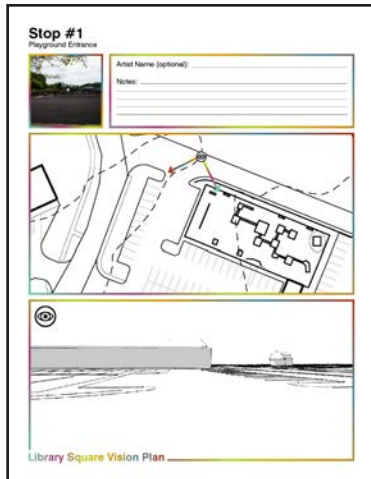 Stop #1
Playground Entrance
Artist Name (optional):
Notes:
Library Square Vision Plan